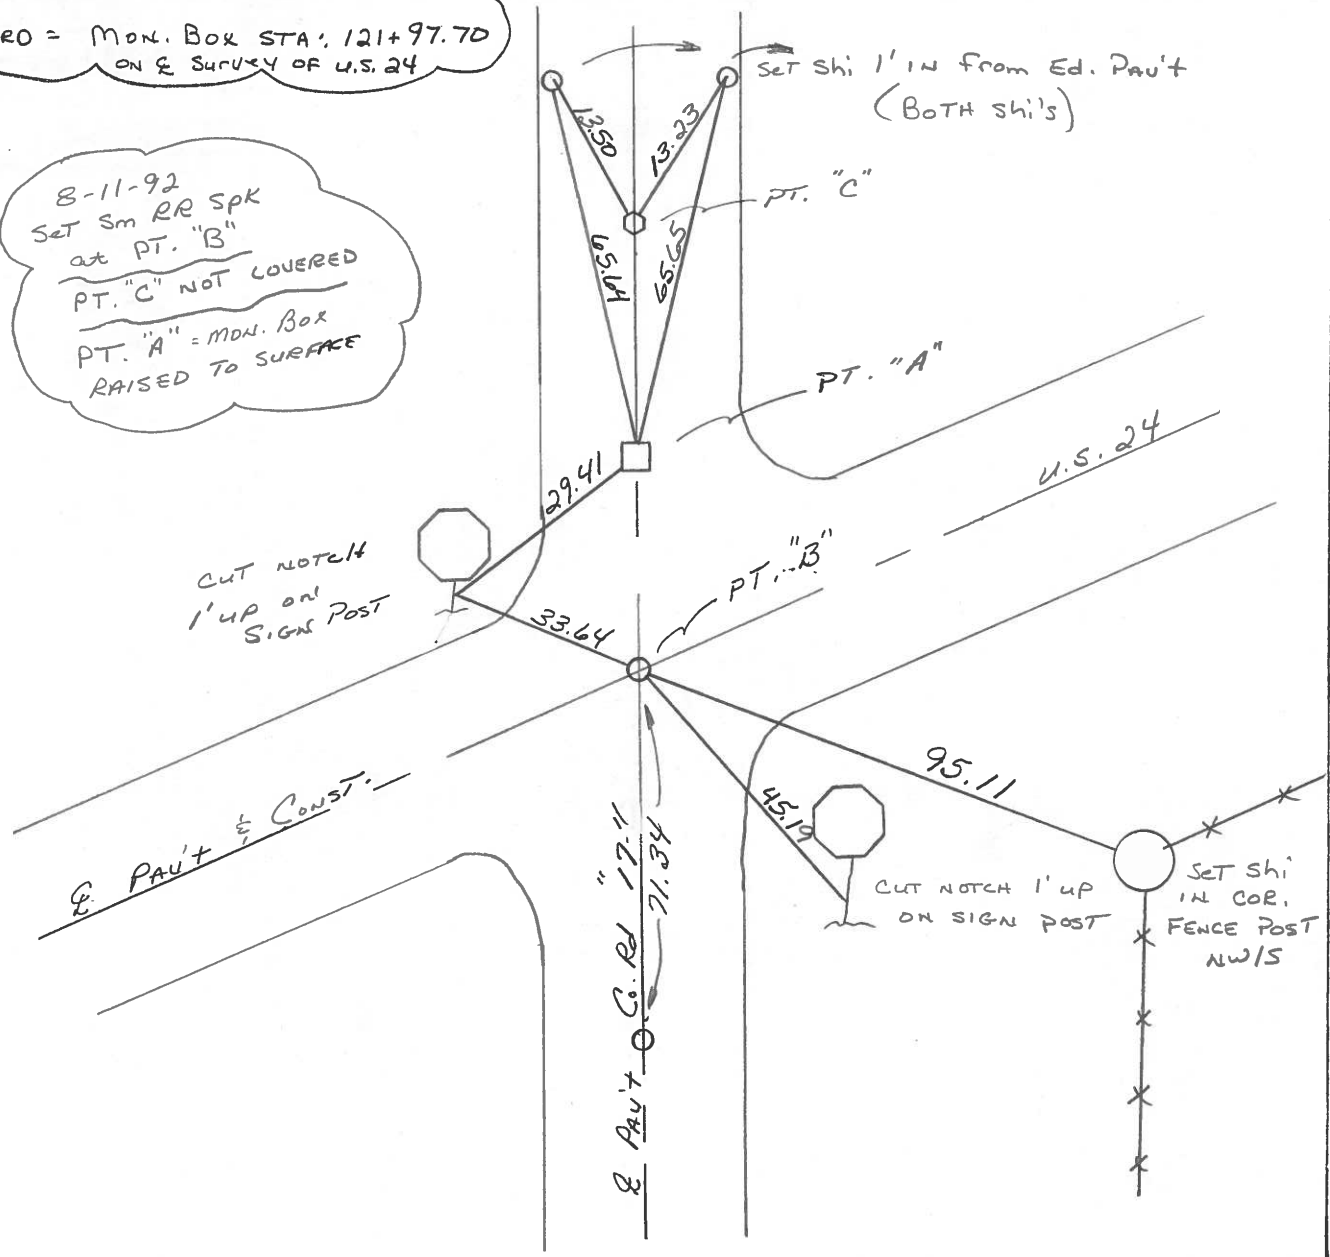 RD = MON. BOX STA: 121+97.70
ON ℄ Survey OF U.S. 24
SET Shi 1' IN From Ed. PAV't
(BOTH Shi's)
13.50
13.23
8-11-92
SET Sm RR SPK
at PT. "B"
PT. "C" NOT COVERED
PT. "A" = MON. BOX
RAISED TO SURFACE
PT. "C"
65.64
65.65
PT. "A"
U.S. 24
29.41
CUT NOTCH
1' UP ON
SIGN POST
PT. "B"
33.64
95.11
45.19
℄ PAV't & CONST.
CUT NOTCH 1' UP
ON SIGN POST
SET Shi
IN COR.
FENCE POST
NW/S
71.34
℄ PAV't Co. Rd "17"